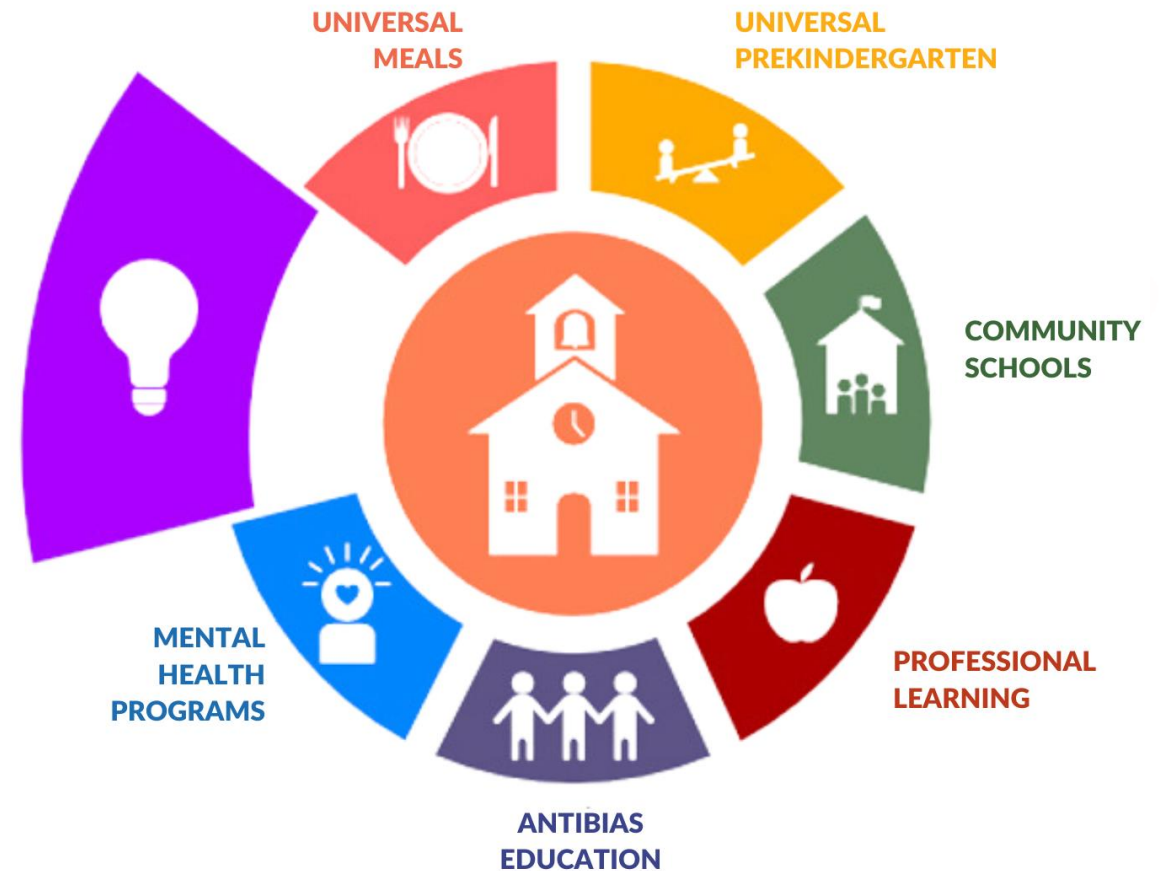 UNIVERSAL
MEALS
UNIVERSAL
PREKINDERGARTEN
COMMUNITY
SCHOOLS
PROFESSIONAL
LEARNING
ANTIBIAS
EDUCATION
MENTAL
HEALTH
PROGRAMS